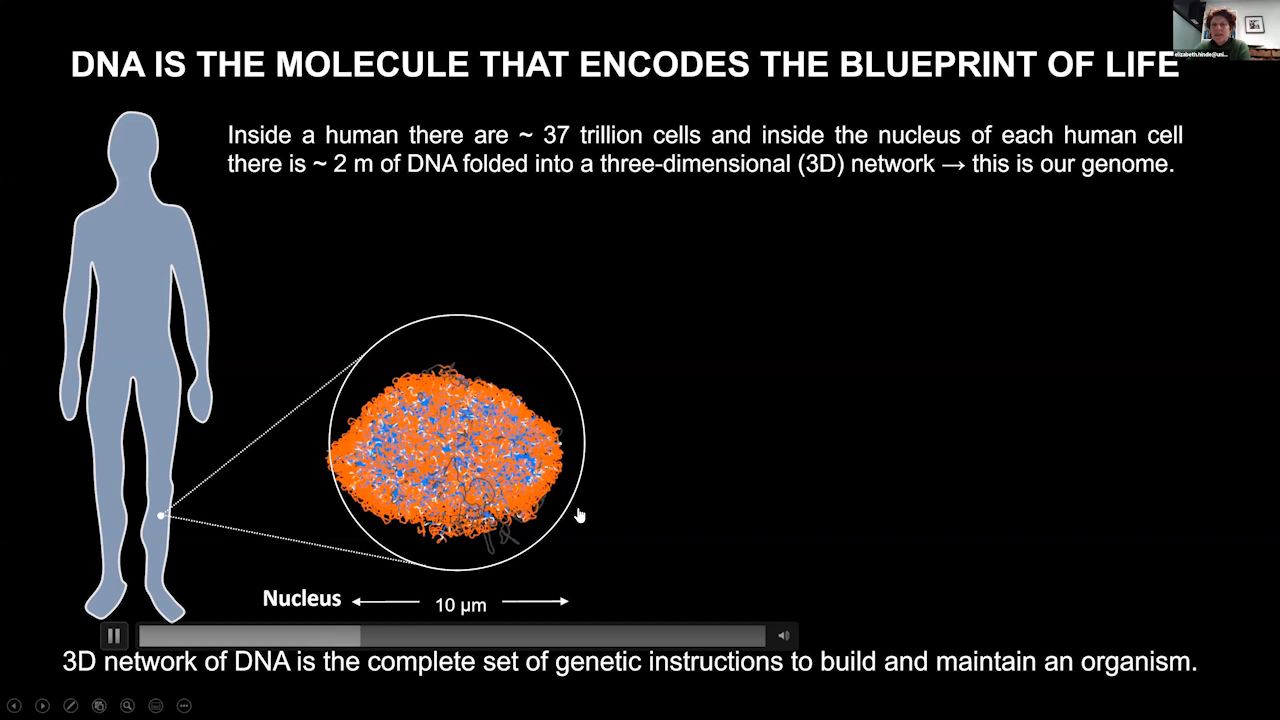 DNA IS THE MOLECULE THAT ENCODES THE BLUEPRINT OF LIFE
elizabeth.hinde@uni...
Inside a human there are ~ 37 trillion cells and inside the nucleus of each human cell
there is ~ 2 m of DNA folded into a three-dimensional (3D) network → this is our genome.
Nucleus
10 µm
3D network of DNA is the complete set of genetic instructions to build and maintain an organism.